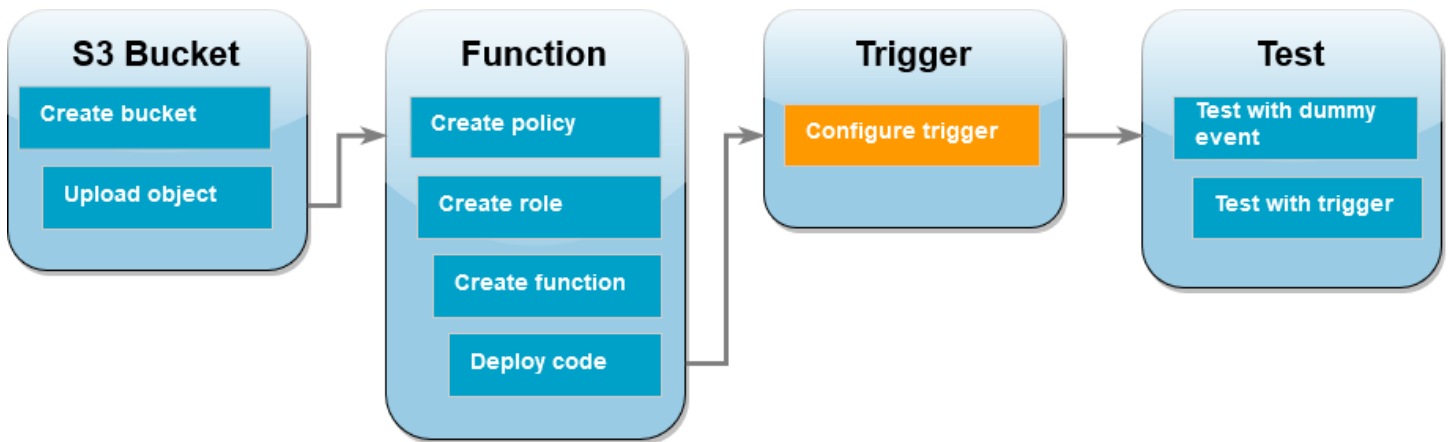 S3 Bucket
Create bucket
Upload object
Function
Create policy
Create role
Create function
Deploy code
Trigger
Configure trigger
Test
Test with dummy
event
Test with trigger